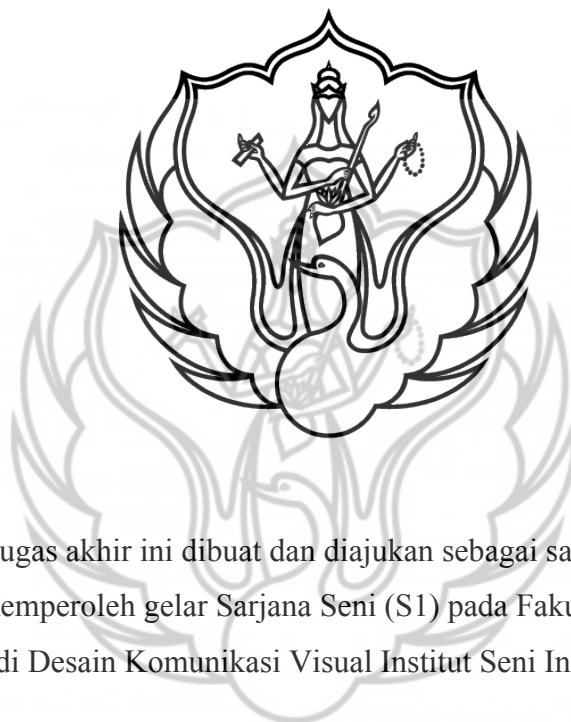 ugas akhir ini dibuat dan diajukan sebagai sa
emperoleh gelar Sarjana Seni (S1) pada Faku
di Desain Komunikasi Visual Institut Seni In